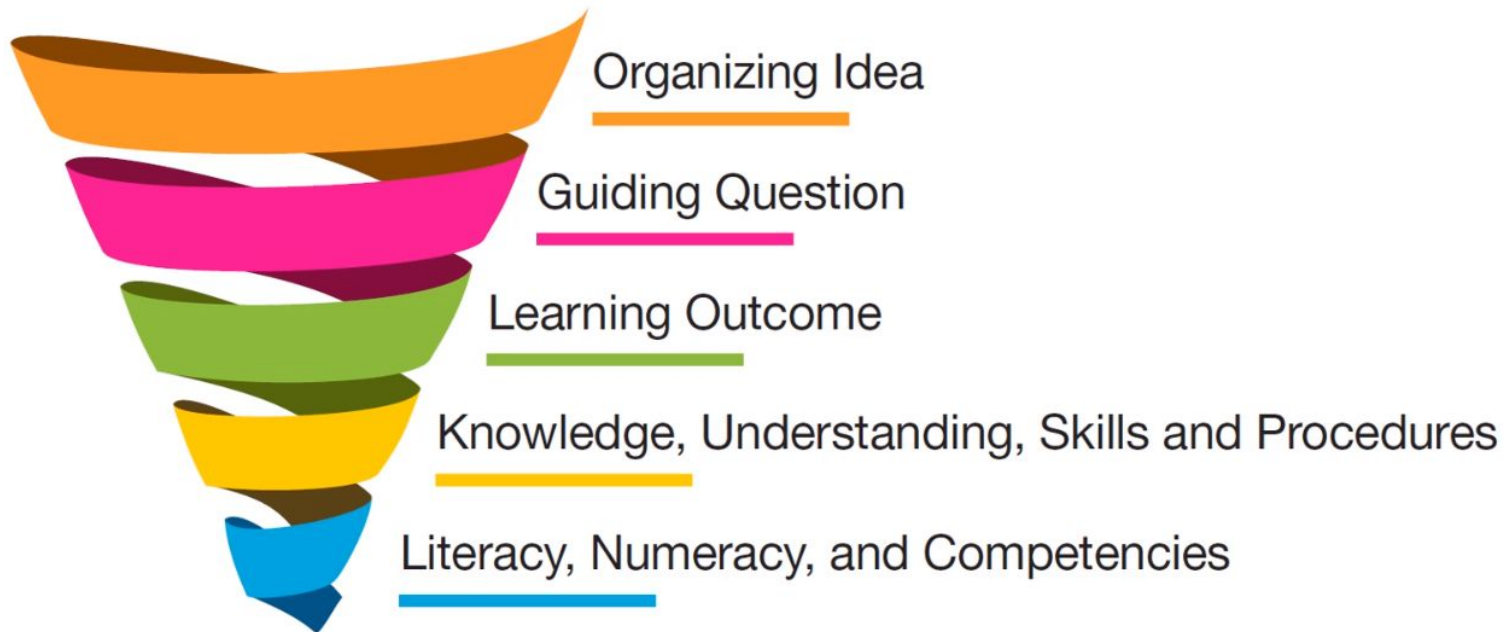 Organizing Idea
Guiding Question
Learning Outcome
Knowledge, Understanding, Skills and Procedures
Literacy, Numeracy, and Competencies